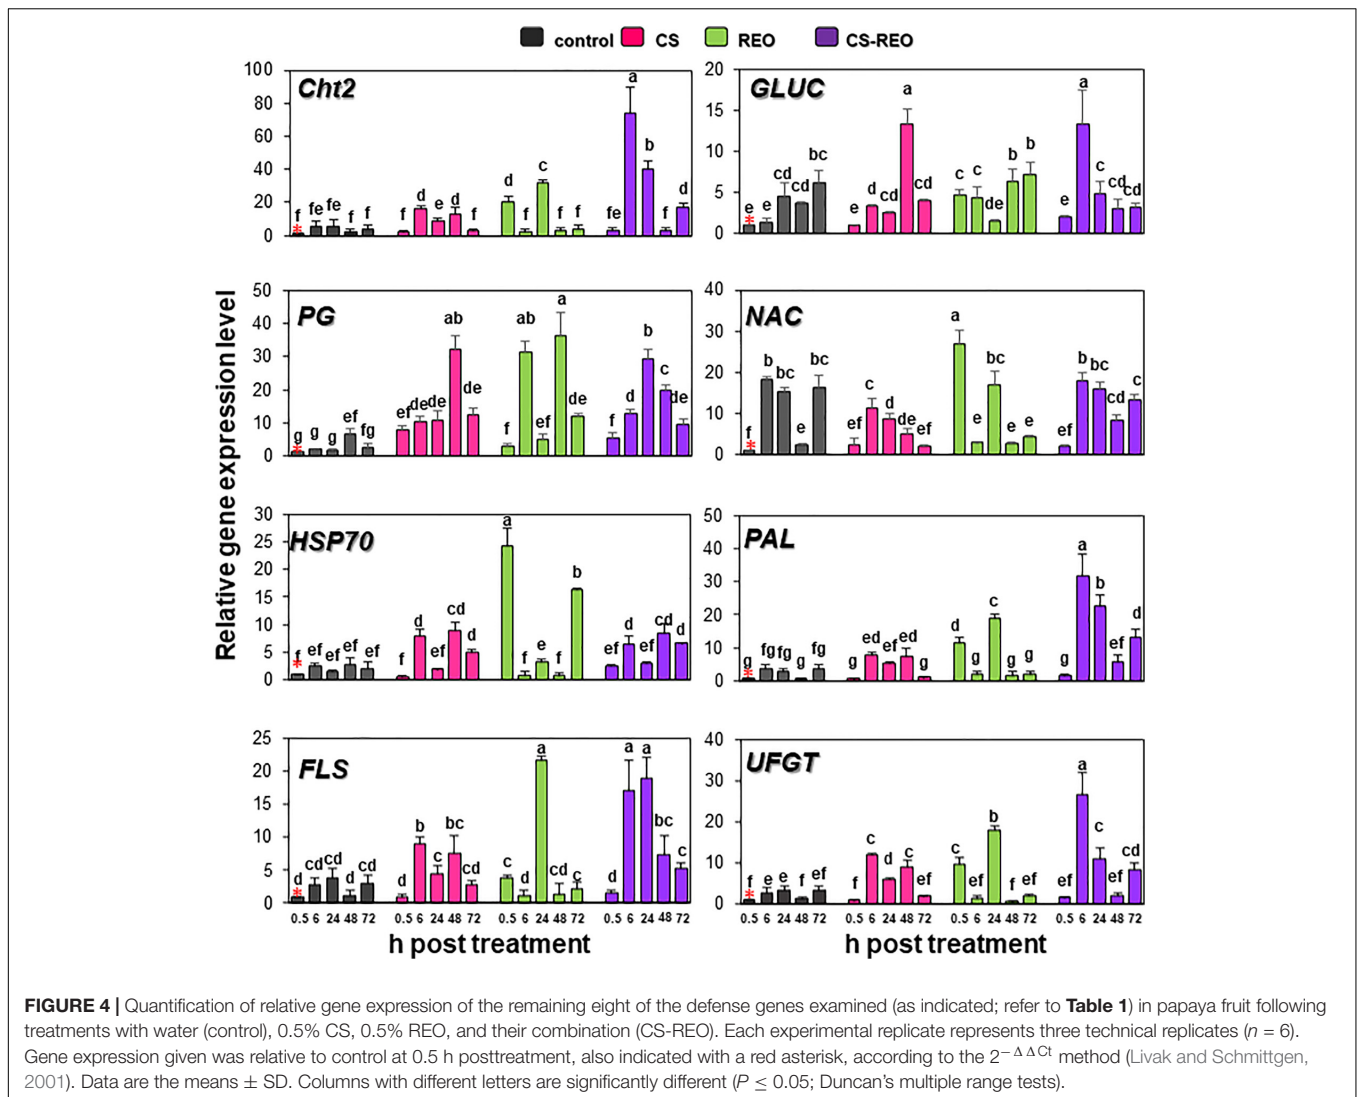 control CS REO CS-REO
Relative gene expression level
Cht2
100
80
60
40
20
0
f fe fe f f f d e d f d f c f f fe a b f d
*
GLUC
20
15
10
5
0
e e cd cd bc e d cd a cd c c de b b e a c cd cd
*
PG
50
40
30
20
10
0
g g g ef fg ef de de ab de f ab ef a de f d b c de
*
NAC
40
30
20
10
0
f b bc e bc ef c d de ef a e bc e e ef b bc cd c
*
HSP70
30
25
20
15
10
5
0
f ef ef ef ef f d ef cd d a f e f b ef d ef cd d
*
PAL
50
40
30
20
10
0
g fg fg g fg g ed ef ed g d g c g g g a b ef d
*
FLS
25
20
15
10
5
0
d cd cd d cd d b c bc cd c d a cd c d a a bc c
*
0.5 6 24 48 72 0.5 6 24 48 72 0.5 6 24 48 72 0.5 6 24 48 72
h post treatment
UFGT
40
30
20
10
0
f e e f ef f c d c ef c ef b f ef ef a c ef cd
*
0.5 6 24 48 72 0.5 6 24 48 72 0.5 6 24 48 72 0.5 6 24 48 72
h post treatment
FIGURE 4 | Quantification of relative gene expression of the remaining eight of the defense genes examined (as indicated; refer to Table 1) in papaya fruit following
treatments with water (control), 0.5% CS, 0.5% REO, and their combination (CS-REO). Each experimental replicate represents three technical replicates (n = 6).
Gene expression given was relative to control at 0.5 h posttreatment, also indicated with a red asterisk, according to the 2−ΔΔCt method (Livak and Schmittgen,
2001). Data are the means ± SD. Columns with different letters are significantly different (P ≤ 0.05; Duncan's multiple range tests).